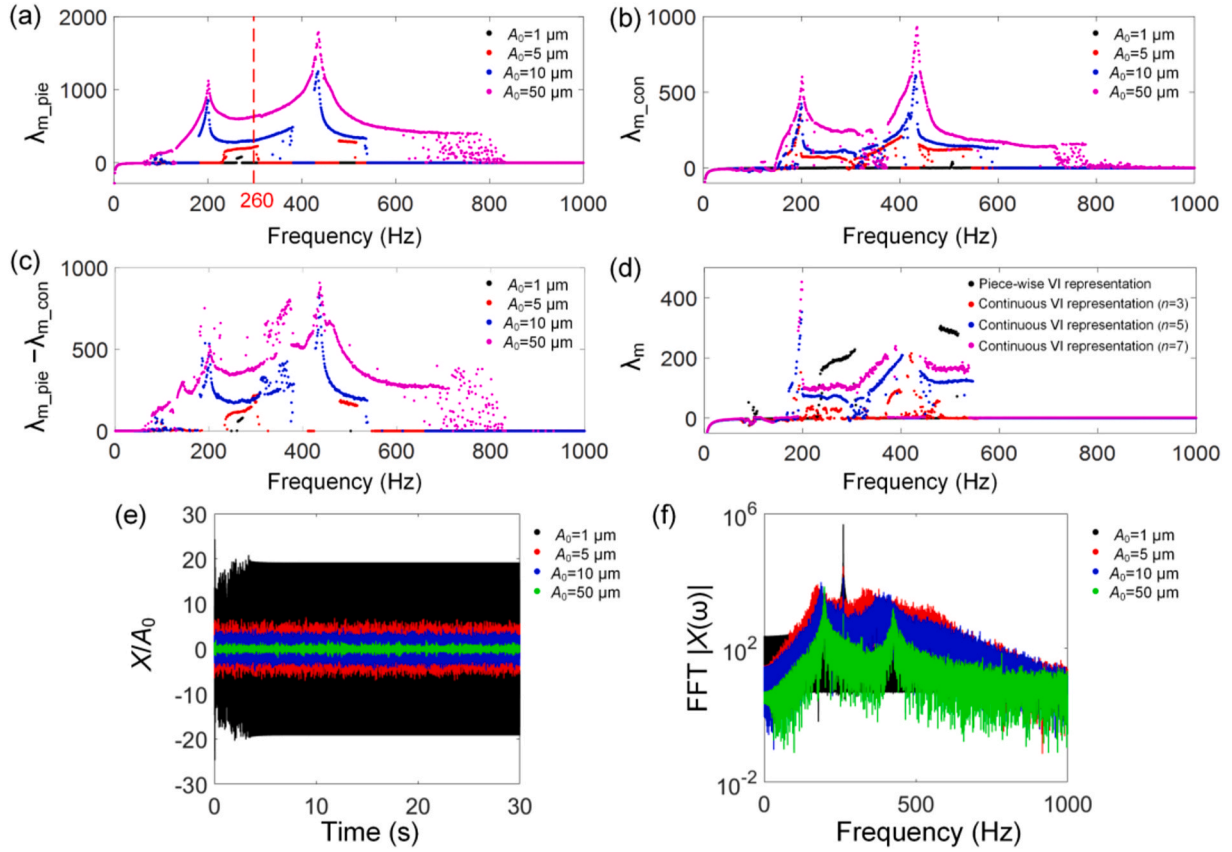 (a)
2000
1000
0
λm_pie
0 200 260 400 600 800 1000
Frequency (Hz)
A0=1 μm
A0=5 μm
A0=10 μm
A0=50 μm
(b)
1000
500
0
λm_con
0 200 400 600 800 1000
Frequency (Hz)
A0=1 μm
A0=5 μm
A0=10 μm
A0=50 μm
(c)
1000
500
0
λm_pie −λm_con
0 200 400 600 800 1000
Frequency (Hz)
A0=1 μm
A0=5 μm
A0=10 μm
A0=50 μm
(d)
400
200
0
λm
0 200 400 600 800 1000
Frequency (Hz)
Piece-wise VI representation
Continuous VI representation (n=3)
Continuous VI representation (n=5)
Continuous VI representation (n=7)
(e)
30
20
10
0
-10
-20
-30
X/A0
0 10 20 30
Time (s)
A0=1 μm
A0=5 μm
A0=10 μm
A0=50 μm
(f)
10^6
10^2
10^-2
FFT |X(ω)|
0 500 1000
Frequency (Hz)
A0=1 μm
A0=5 μm
A0=10 μm
A0=50 μm